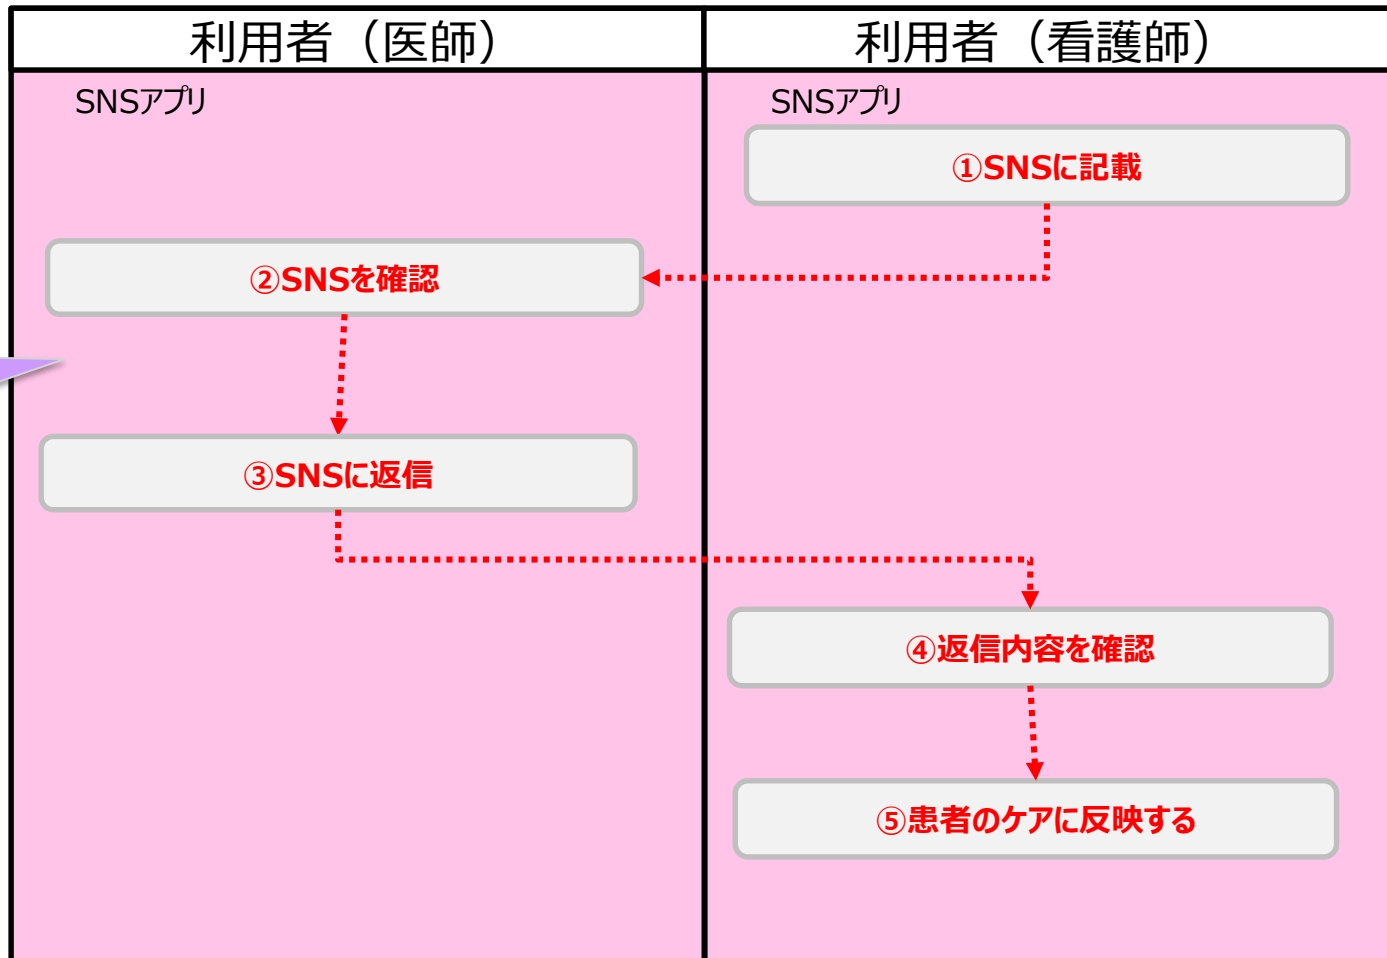 利用者（医師）
利用者（看護師）
SNSアプリ
SNSアプリ
①SNSに記載
②SNSを確認
③SNSに返信
④返信内容を確認
⑤患者のケアに反映する